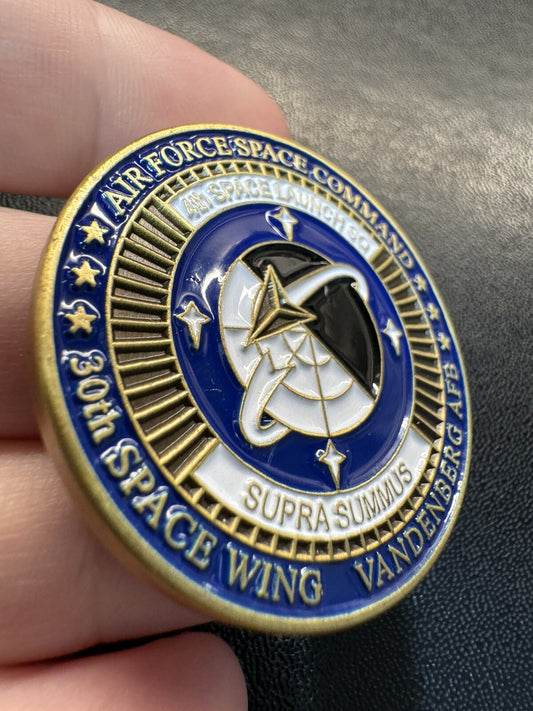 AIR FORCE SPACE COMMAND
4th SPACE LAUNCH SQ
SUPRA SUMMUS
30th SPACE WING
VANDENBERG AFB